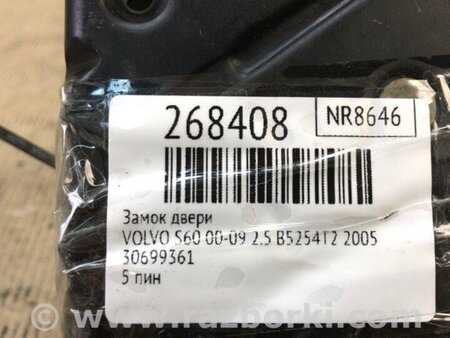 268408
NR8646
Замок двери
VOLVO S60 00-09 2.5 B5254T2 2005
30699361
5 пин
www.razborki.com